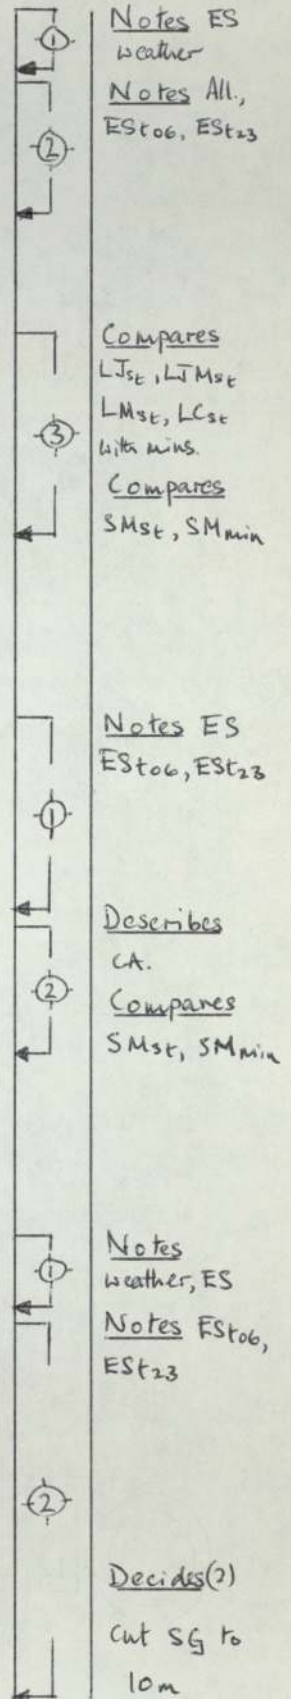 ① Notes ES
weather
Notes All.,
② ESt06, ESt23
Compares
LJSt, LJMSt
③ LMSt, LCSt
with mins.
Compares
SMSt, SMmin
Notes ES
ESt06, ESt23
①
Describes
② CA.
Compares
SMSt, SMmin
Notes
① weather, ES
Notes ESt06,
ESt23
②
Decides(?)
Cut SG to
10m